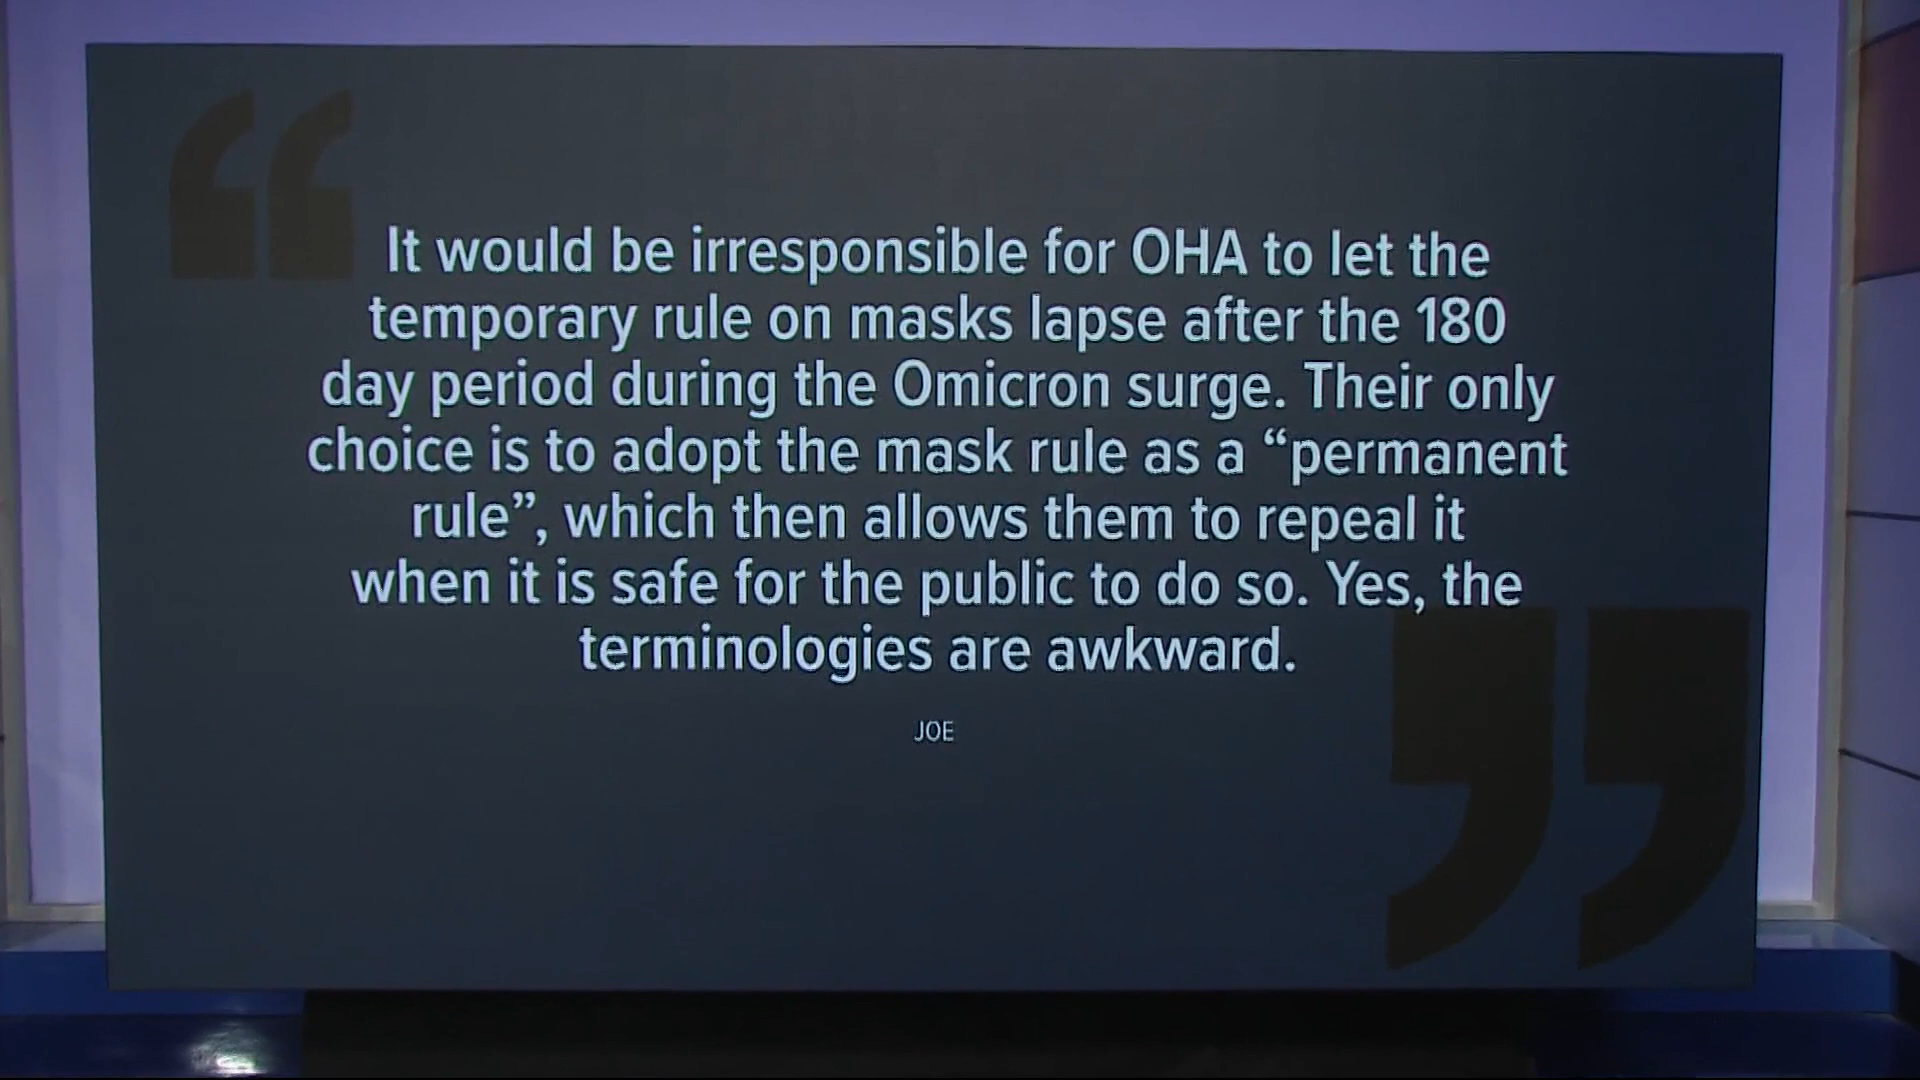 It would be irresponsible for OHA to let the
temporary rule on masks lapse after the 180
day period during the Omicron surge. Their only
choice is to adopt the mask rule as a “permanent
rule”, which then allows them to repeal it
when it is safe for the public to do so. Yes, the
terminologies are awkward.
JOE